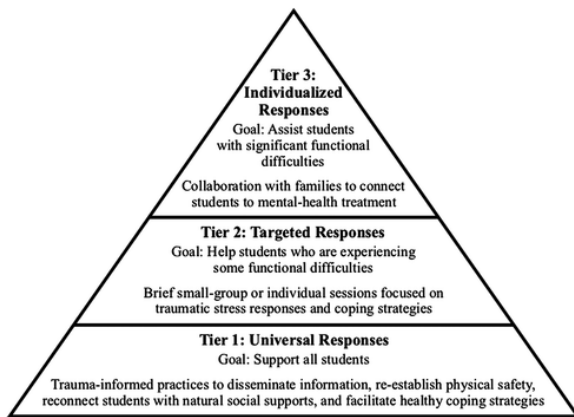 Tier 3:
Individualized
Responses
Goal: Assist students
with significant functional
difficulties
Collaboration with families to connect
students to mental-health treatment
Tier 2: Targeted Responses
Goal: Help students who are experiencing
some functional difficulties
Brief small-group or individual sessions focused on
traumatic stress responses and coping strategies
Tier 1: Universal Responses
Goal: Support all students
Trauma-informed practices to disseminate information, re-establish physical safety,
reconnect students with natural social supports, and facilitate healthy coping strategies